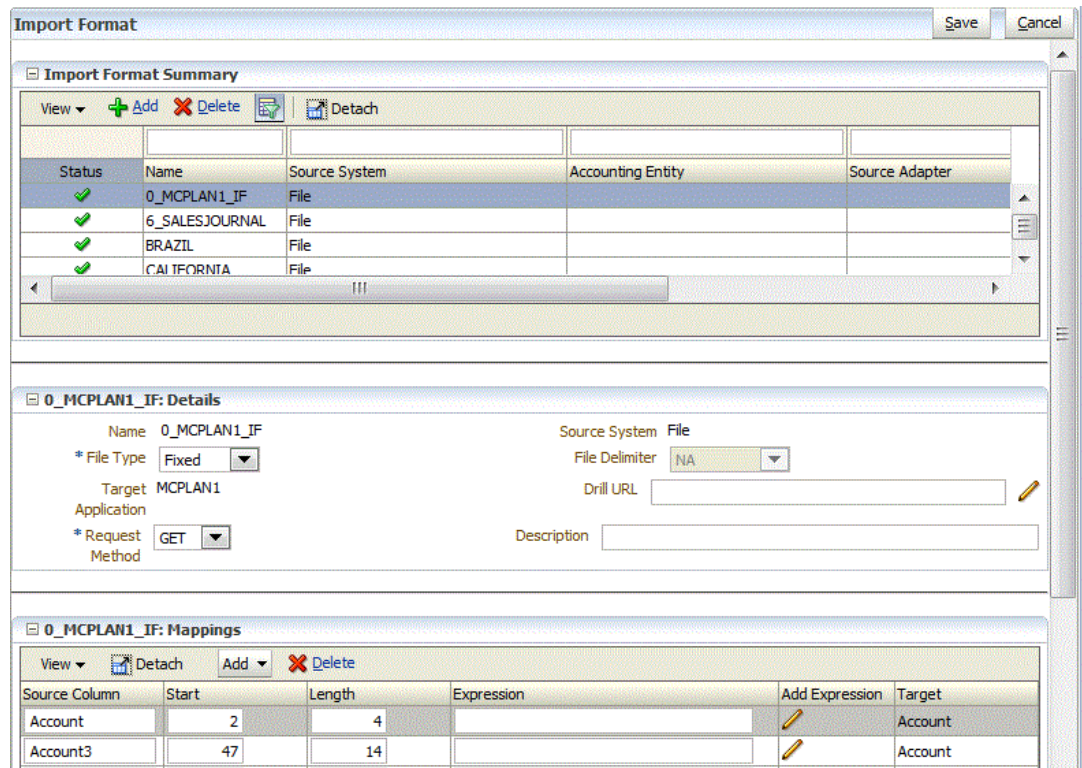 Import Format Save Cancel
Import Format Summary
View Add Delete Detach
Status Name Source System Accounting Entity Source Adapter
0_MCPLAN1_IF File
6_SALESJOURNAL File
BRAZIL File
CALIFORNIA File
0_MCPLAN1_IF: Details
Name 0_MCPLAN1_IF Source System File
* File Type Fixed File Delimiter NA
Target Application MCPLAN1 Drill URL
* Request Method GET Description
0_MCPLAN1_IF: Mappings
View Detach Add Delete
Source Column Start Length Expression Add Expression Target
Account 2 4 Account
Account3 47 14 Account